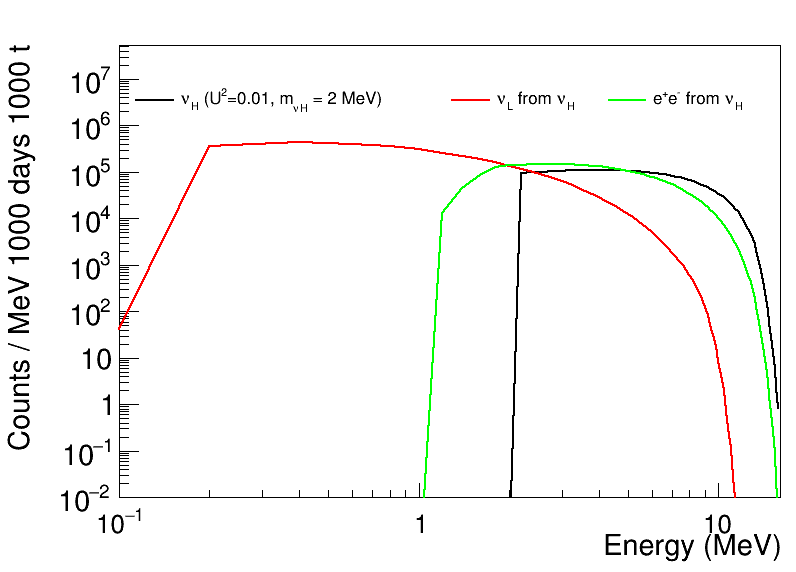 Counts / MeV 1000 days 1000 t
10⁷
10⁶
10⁵
10⁴
10³
10²
10
1
10⁻¹
10⁻²
ν_H (U²=0.01, m_νH = 2 MeV)
ν_L from ν_H
e⁺e⁻ from ν_H
10⁻¹
1
10
Energy (MeV)